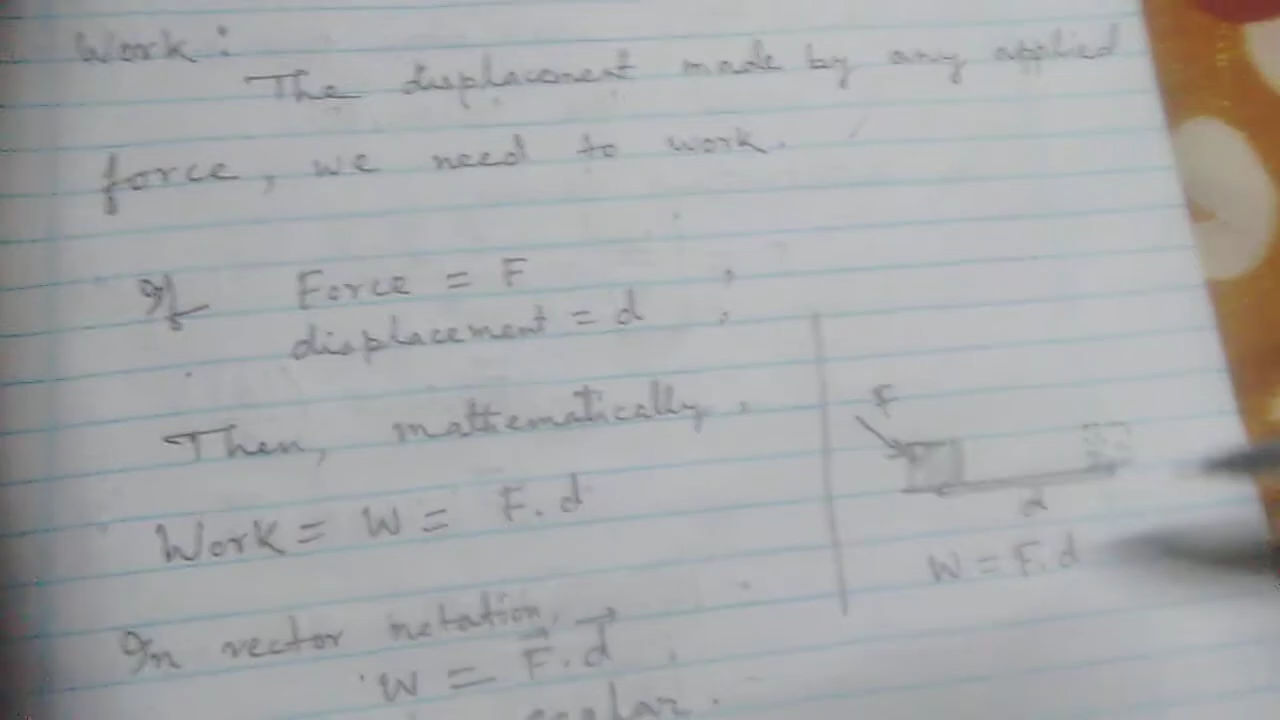 Work :
The displacement made by any applied
force, we need to work.
If Force = F ,
displacement = d ,
Then, mathematically,
Work = W = F.d
F
d
W = F.d
In vector notation,
W = F⃗.d⃗ .
scalar.